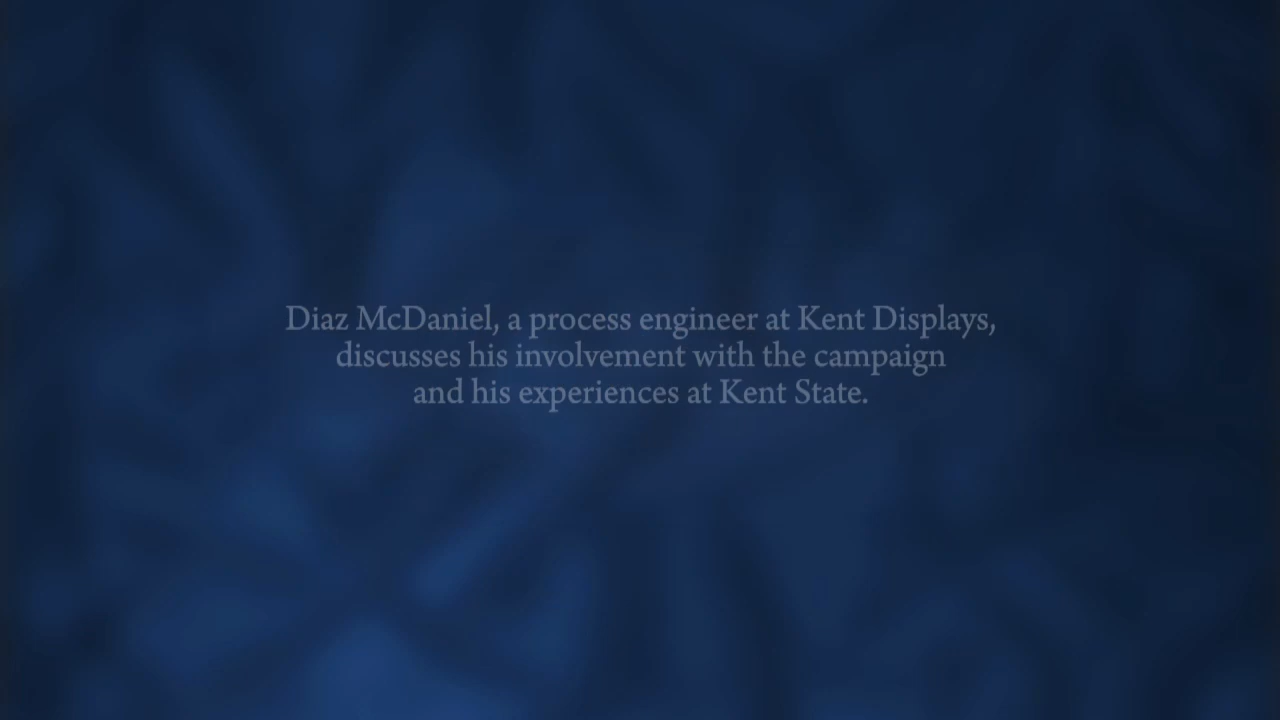 Diaz McDaniel, a process engineer at Kent Displays,
discusses his involvement with the campaign
and his experiences at Kent State.